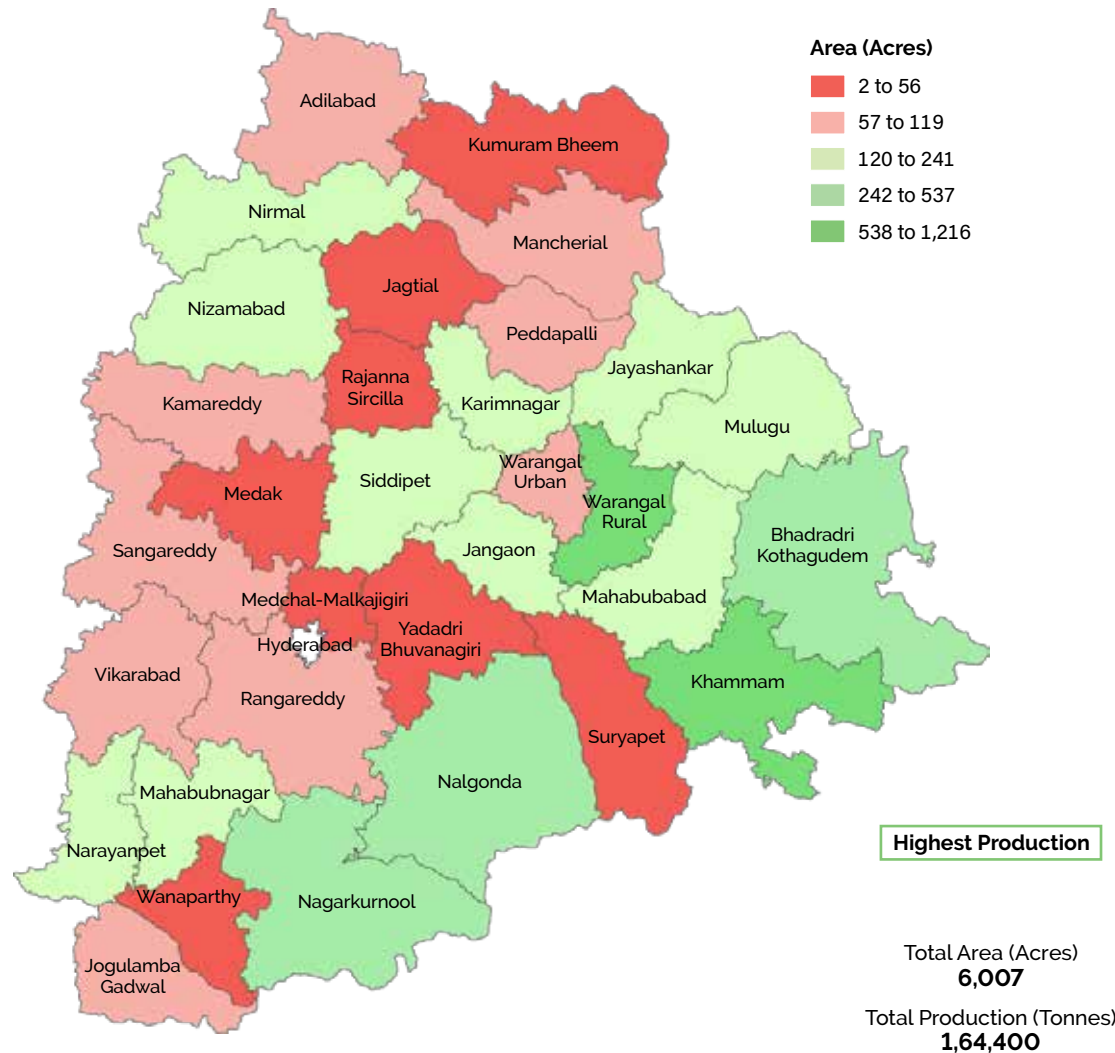 Area (Acres)
2 to 56
57 to 119
120 to 241
242 to 537
538 to 1,216
Adilabad
Kumuram Bheem
Nirmal
Mancherial
Jagtial
Nizamabad
Peddapalli
Jayashankar
Rajanna
Sircilla
Kamareddy
Karimnagar
Mulugu
Warangal
Urban
Siddipet
Medak
Warangal
Rural
Bhadradri
Kothagudem
Sangareddy
Jangaon
Mahabubabad
Medchal-Malkajigiri
Yadadri
Bhuvanagiri
Hyderabad
Vikarabad
Rangareddy
Khammam
Suryapet
Nalgonda
Mahabubnagar
Narayanpet
Wanaparthy
Nagarkurnool
Jogulamba
Gadwal
Highest Production
Total Area (Acres)
6,007
Total Production (Tonnes)
1,64,400